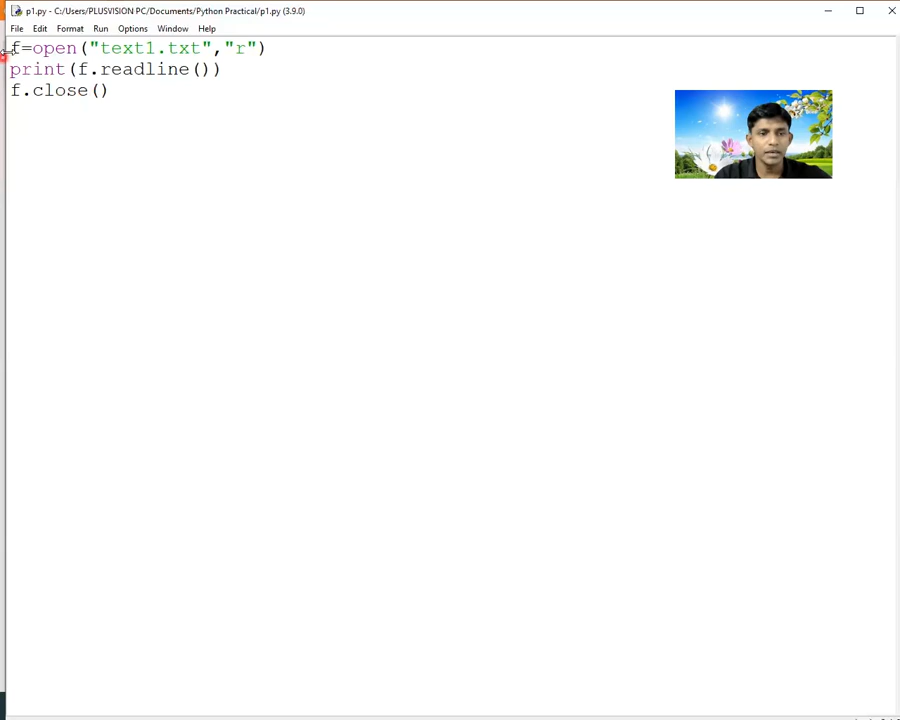 p1.py - C:/Users/PLUSVISION PC/Documents/Python Practical/p1.py (3.9.0)
File Edit Format Run Options Window Help
f=open("text1.txt","r")
print(f.readline())
f.close()